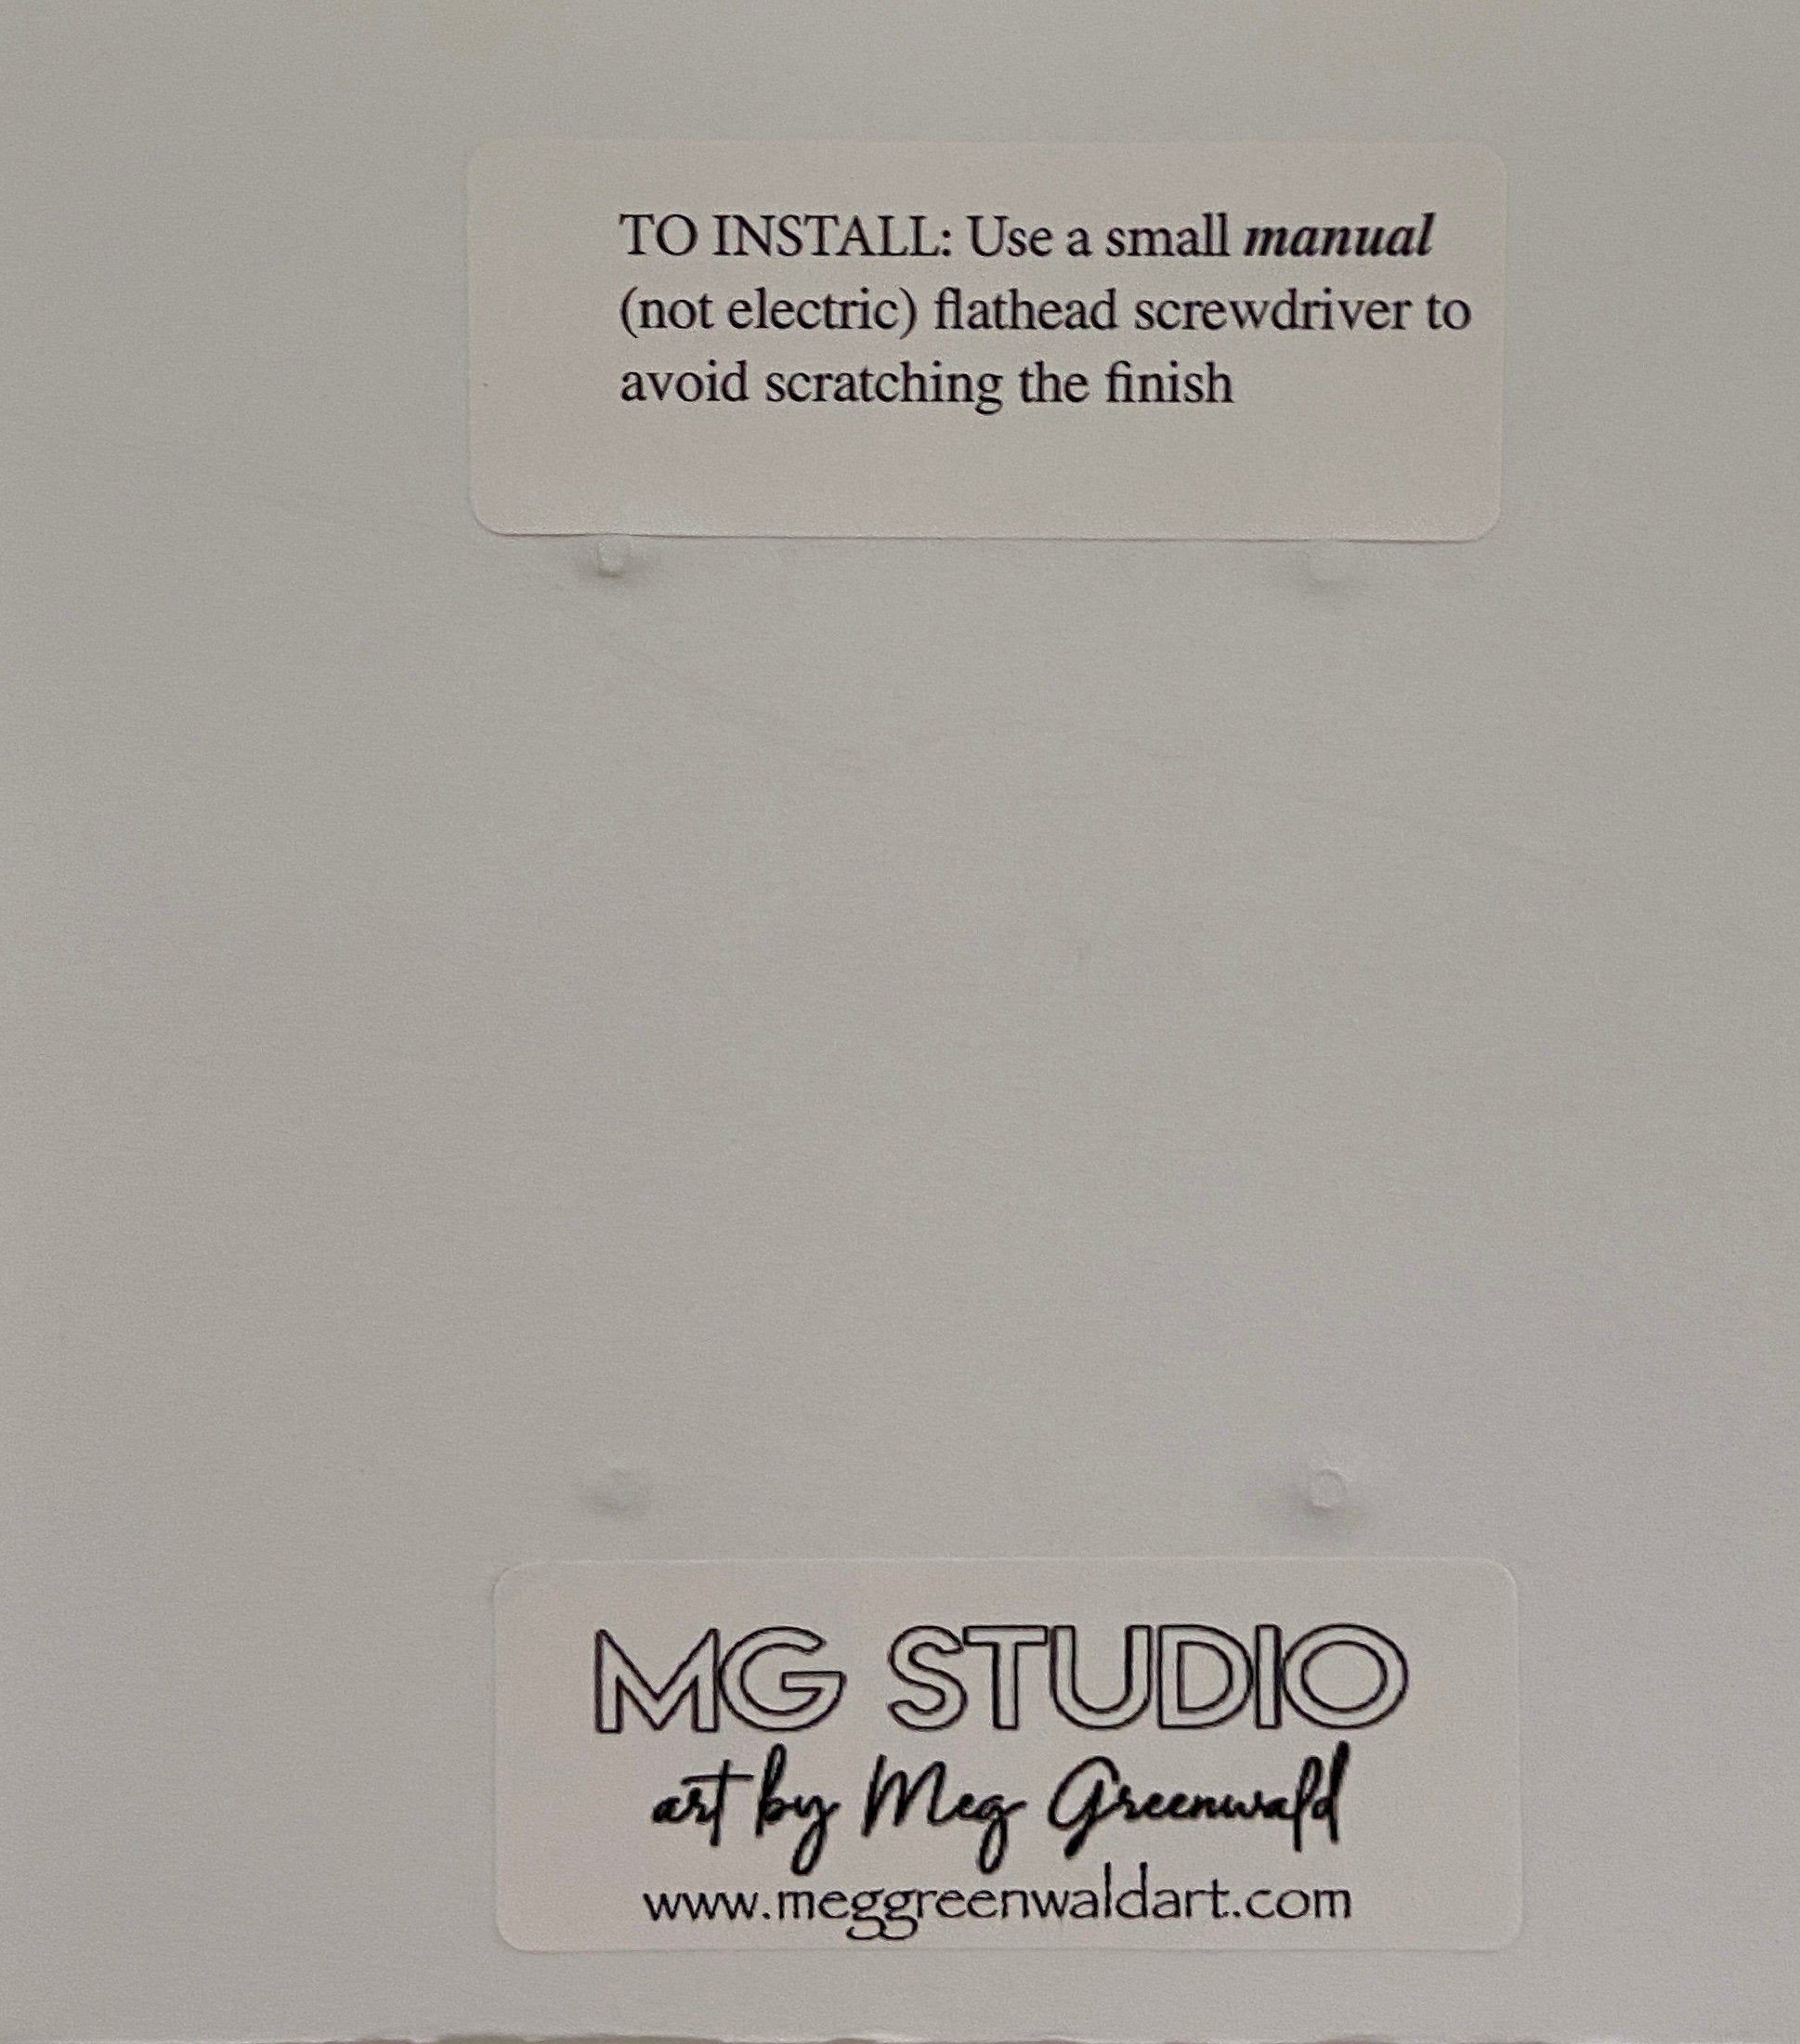 TO INSTALL: Use a small manual
(not electric) flathead screwdriver to
avoid scratching the finish
MG STUDIO
art by Meg Greenwald
www.meggreenwaldart.com